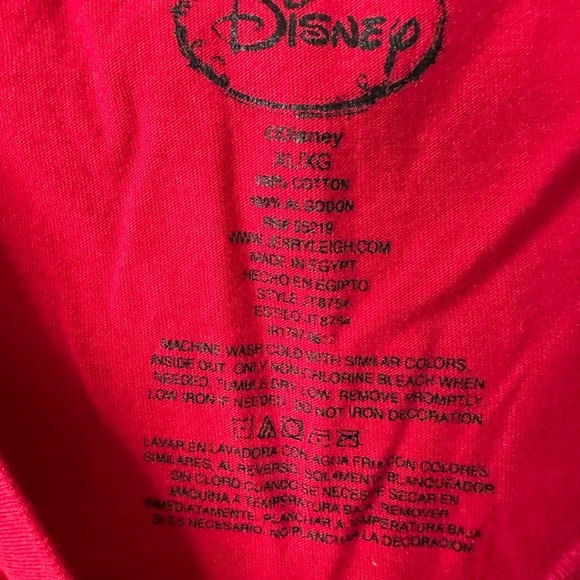 Disney
©Disney
XL/XG
100% COTTON
100% ALGODON
RN# 95219
WWW.JERRYLEIGH.COM
MADE IN EGYPT
HECHO EN EGIPTO
STYLE JT8754
ESTILO JT8754
MACHINE WASH COLD WITH SIMILAR COLORS,
INSIDE OUT. ONLY NON-CHLORINE BLEACH WHEN
NEEDED. TUMBLE DRY LOW. REMOVE PROMPTLY.
LOW IRON IF NEEDED. DO NOT IRON DECORATION
LAVAR EN LAVADORA CON AGUA FRIA CON COLORES
SIMILARES, AL REVERSO. SOLAMENTE BLANQUEADOR
SIN CLORO CUANDO SE NECESITE SECAR EN
MAQUINA A TEMPERATURA BAJA. REMOVER
INMEDIATAMENTE. PLANCHAR A TEMPERATURA BAJA
SI ES NECESARIO. NO PLANCHAR LA DECORACION